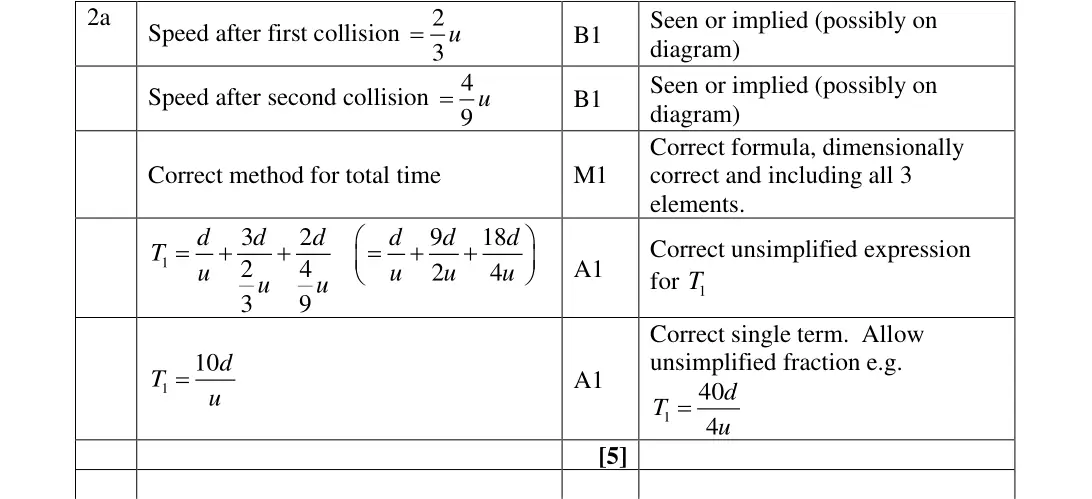 2a
Speed after first collision = 2/3 u
B1
Seen or implied (possibly on
diagram)
Speed after second collision = 4/9 u
B1
Seen or implied (possibly on
diagram)
Correct method for total time
M1
Correct formula, dimensionally
correct and including all 3
elements.
T₁ = d/u + 3d/(2/3 u) + 2d/(4/9 u) (= d/u + 9d/2u + 18d/4u)
A1
Correct unsimplified expression
for T₁
T₁ = 10d/u
A1
Correct single term. Allow
unsimplified fraction e.g.
T₁ = 40d/4u
[5]